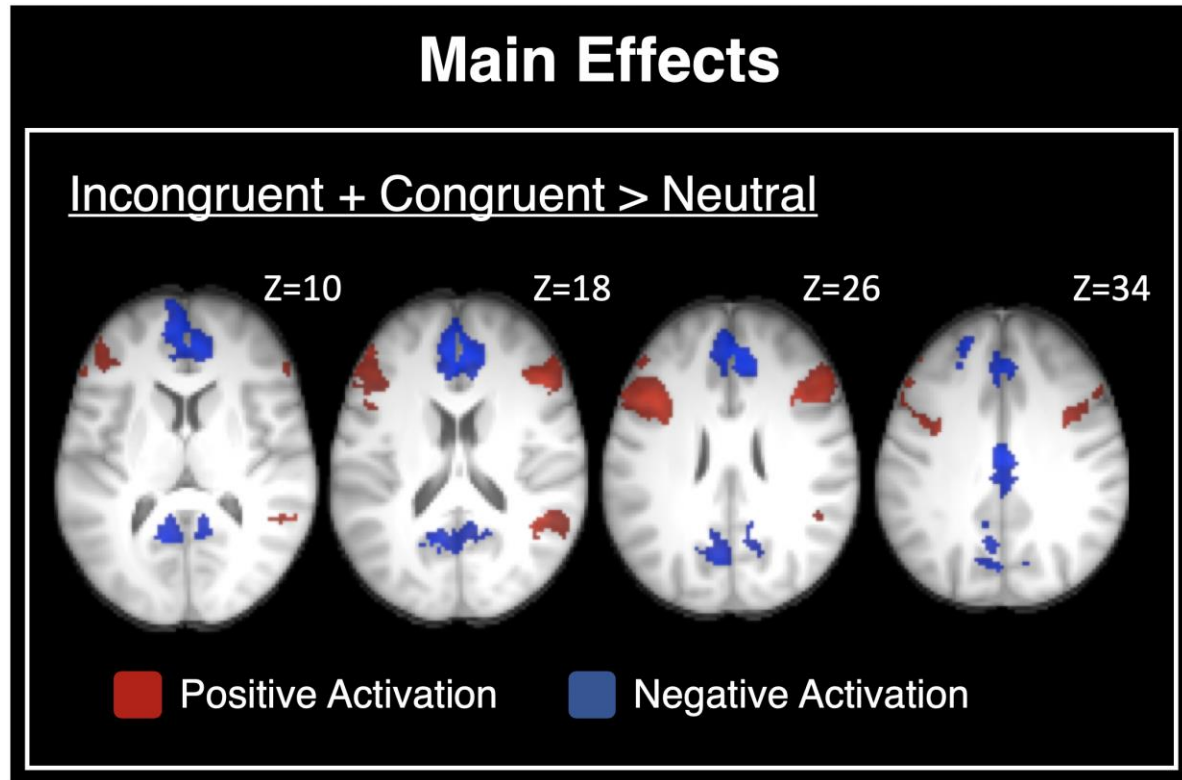 Main Effects
Incongruent + Congruent > Neutral
Z=10
Z=18
Z=26
Z=34
Positive Activation
Negative Activation